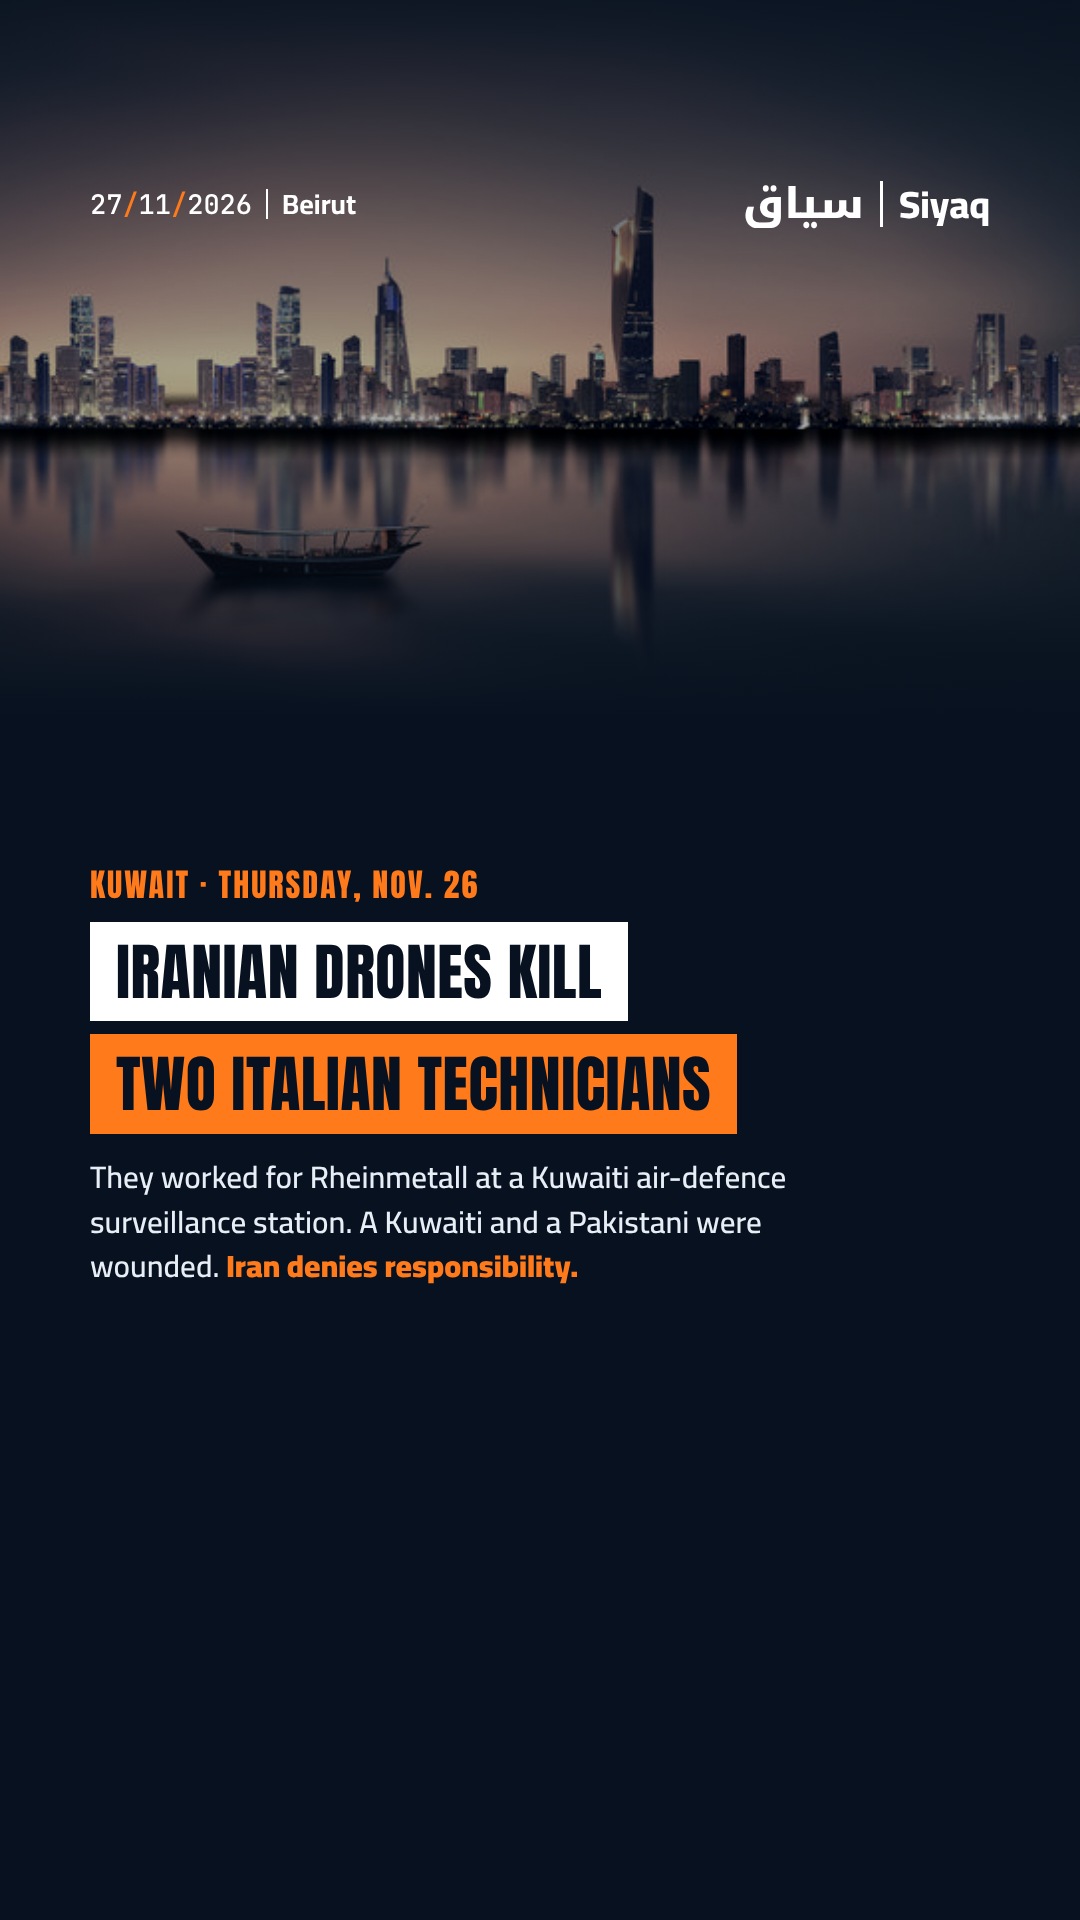 27/11/2026 | Beirut
سياق | Siyaq
KUWAIT · THURSDAY, NOV. 26
IRANIAN DRONES KILL
TWO ITALIAN TECHNICIANS
They worked for Rheinmetall at a Kuwaiti air-defence
surveillance station. A Kuwaiti and a Pakistani were
wounded. Iran denies responsibility.